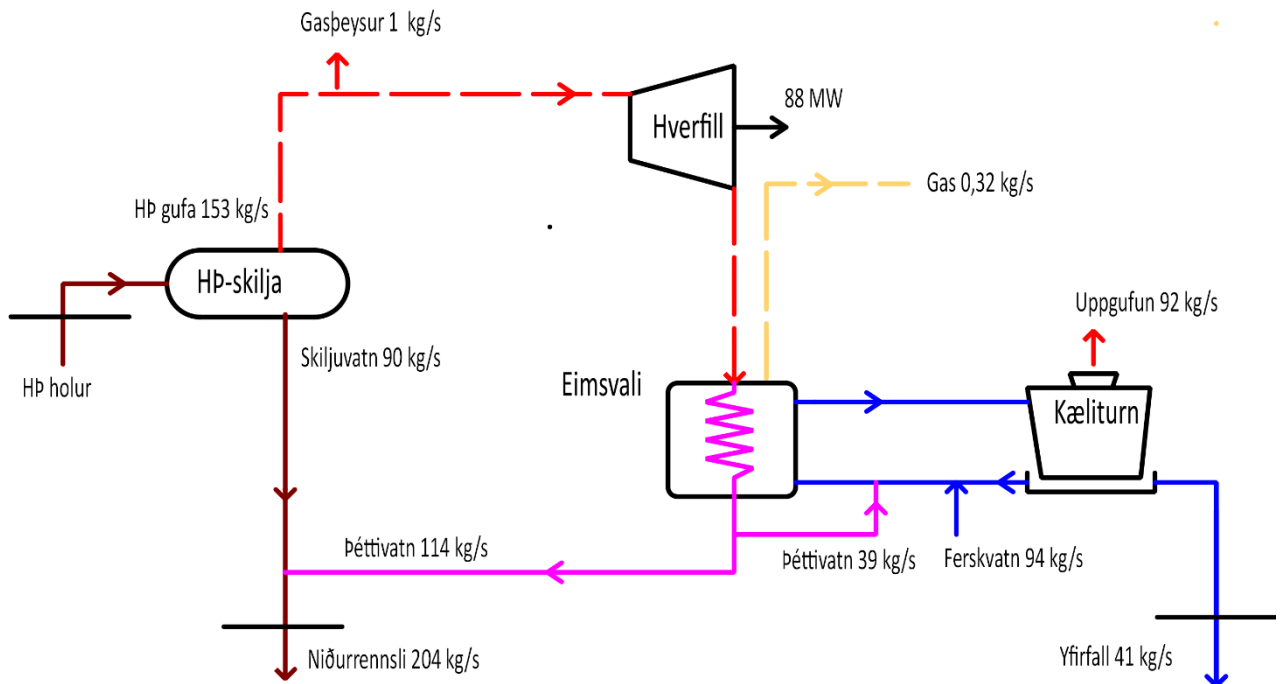 Gasþeysur 1 kg/s
88 MW
Hverfill
Gas 0,32 kg/s
HÞ gufa 153 kg/s
HÞ-skilja
Uppgufun 92 kg/s
Skiljuvatn 90 kg/s
HÞ holur
Eimsvali
Kæliturn
Þéttivatn 114 kg/s
Þéttivatn 39 kg/s
Ferskvatn 94 kg/s
Niðurrennsli 204 kg/s
Yfirfall 41 kg/s